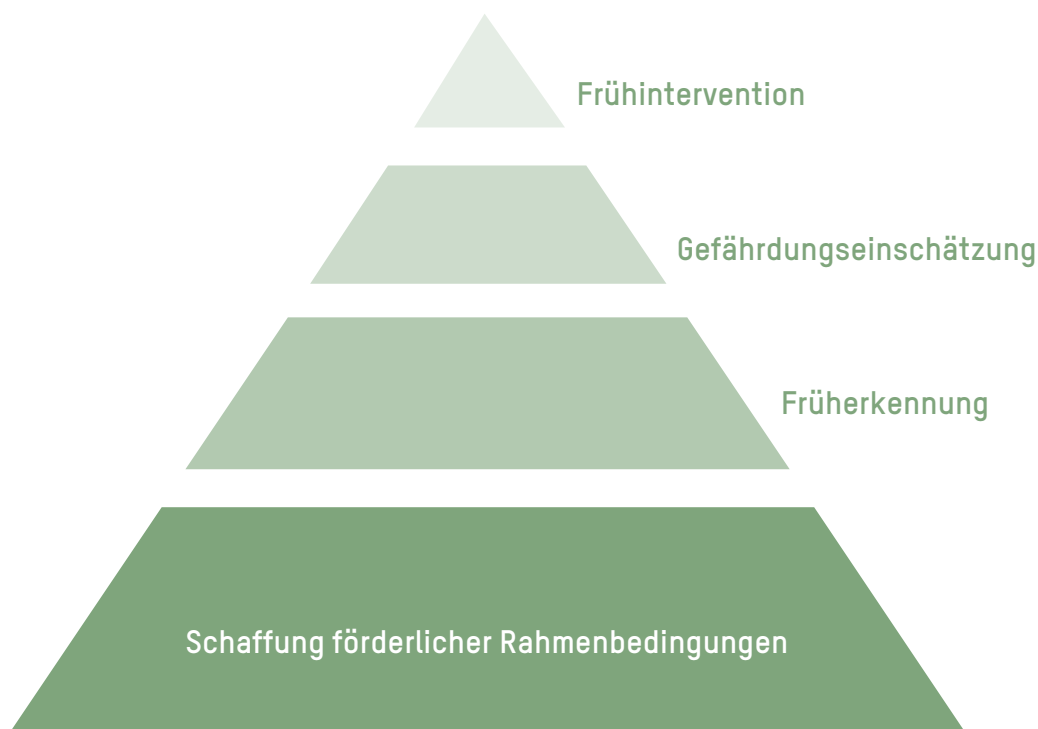 Frühintervention
Gefährdungseinschätzung
Früherkennung
Schaffung förderlicher Rahmenbedingungen